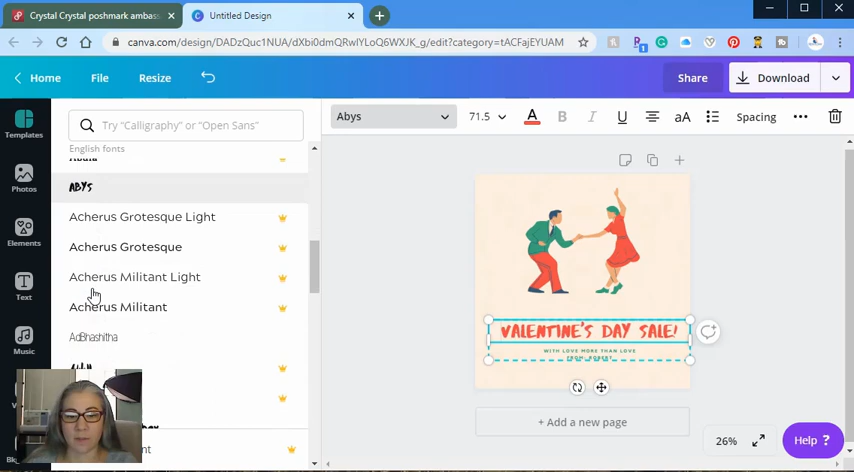 Crystal Crystal poshmark ambass
Untitled Design
canva.com/design/DADzQuc1NUA/dXbi0dmQRwlYLoQ6WXJK_g/edit?category=tACFajEYUAM
Home
File
Resize
Share
Download
Templates
Photos
Elements
Text
Music
Try "Calligraphy" or "Open Sans"
English fonts
ABYS
Acherus Grotesque Light
Acherus Grotesque
Acherus Militant Light
Acherus Militant
AdBhashitha
Abys
71.5
A
B
I
U
aA
Spacing
VALENTINE'S DAY SALE!
WITH LOVE MORE THAN LOVE
FROM: ROBERT
+ Add a new page
26%
Help ?